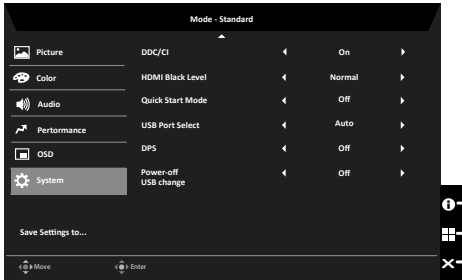 Mode - Standard
Picture
DDC/CI On
Color
HDMI Black Level Normal
Audio
Quick Start Mode Off
Pertormance
USB Port Select Auto
OSD
DPS Off
System
Power-off
USB change Off
Save Settings to...
Move Enter